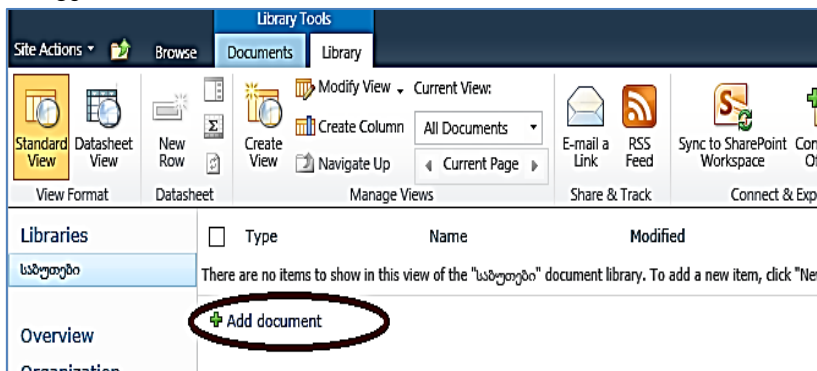 Library Tools
Site Actions Browse Documents Library
Standard View
Datasheet View
New Row
Create View
Modify View
Create Column
Navigate Up
Current View:
All Documents
Current Page
E-mail a Link
RSS Feed
Sync to SharePoint Workspace
View Format Datasheet Manage Views Share & Track Connect & Exp
Libraries
საბუთები
Overview
Organization
Type Name Modified
There are no items to show in this view of the "საბუთები" document library. To add a new item, click "Ne
Add document